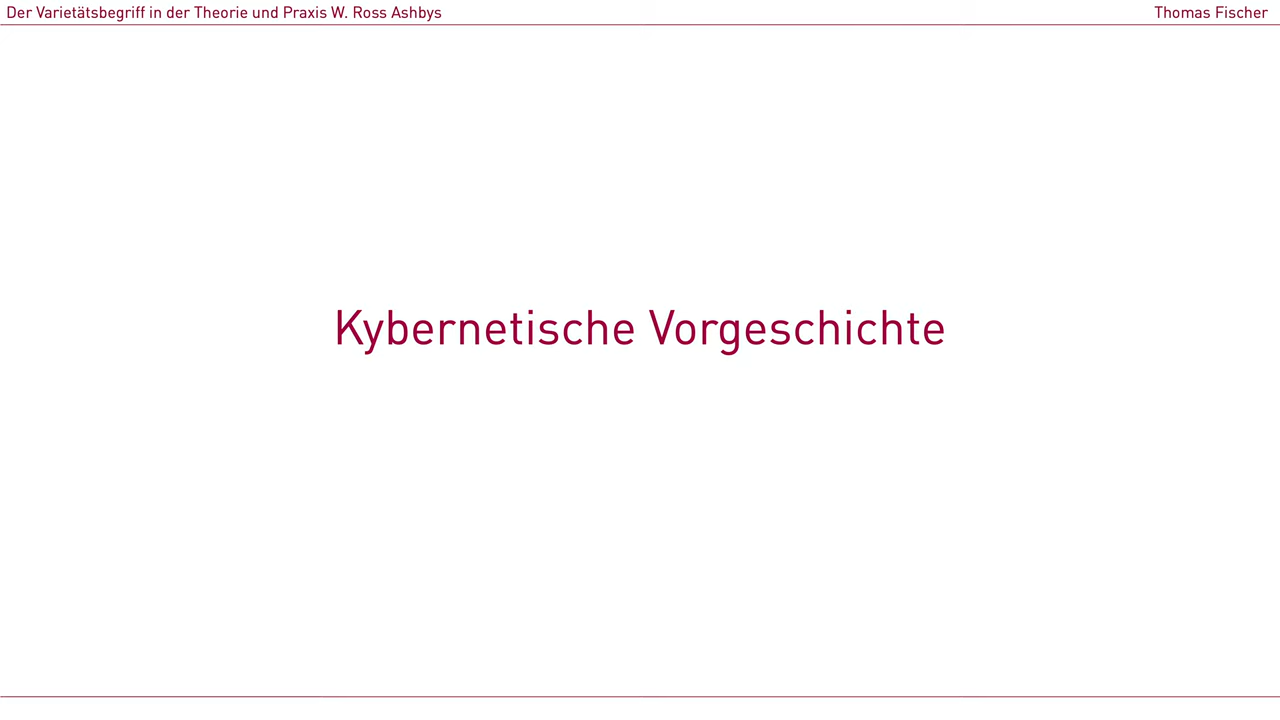 Der Varietätsbegriff in der Theorie und Praxis W. Ross Ashbys
Thomas Fischer
Kybernetische Vorgeschichte